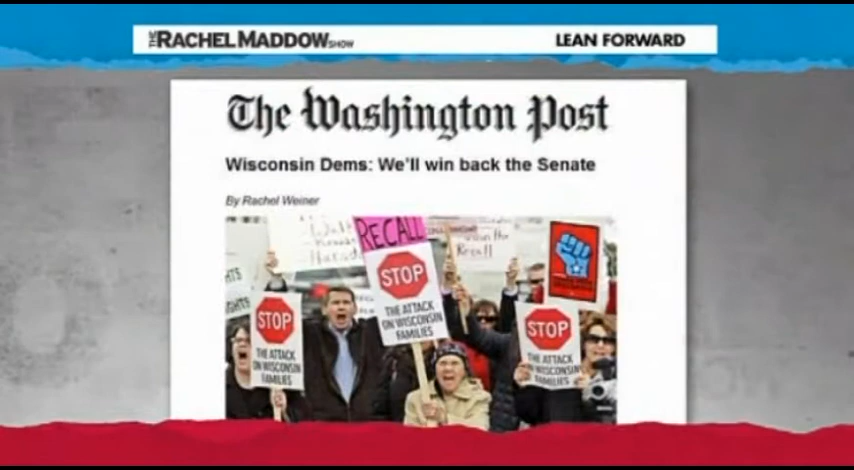 THE RACHEL MADDOW SHOW
LEAN FORWARD
The Washington Post
Wisconsin Dems: We'll win back the Senate
By Rachel Weiner
RECALL
Recall
STOP
THE ATTACK
ON WISCONSIN
FAMILIES
RIGHTS
STOP
THE ATTACK
ON WISCONSIN
FAMILIES
STOP
THE ATTACK
ON WISCONSIN
FAMILIES